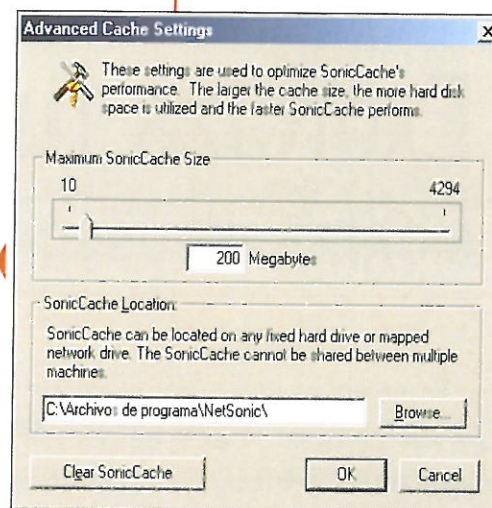 Advanced Cache Settings
These settings are used to optimize SonicCache's
performance. The larger the cache size, the more hard disk
space is utilized and the faster SonicCache performs.
Maximum SonicCache Size
10 4294
200 Megabytes
SonicCache Location:
SonicCache can be located on any fixed hard drive or mapped
network drive. The SonicCache cannot be shared between multiple
machines.
C:\Archivos de programa\NetSonic\ Browse...
Clear SonicCache OK Cancel